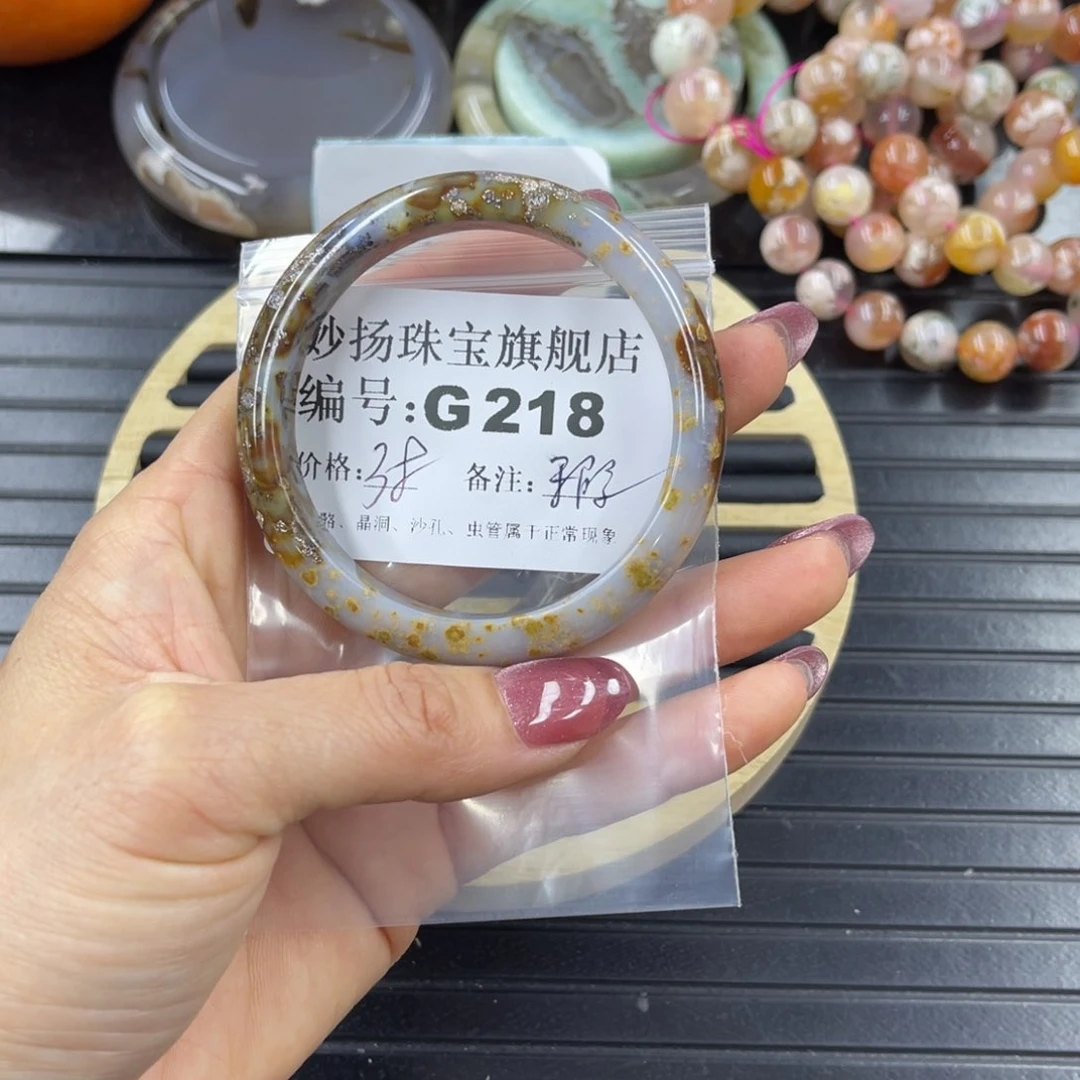 妙扬珠宝旗舰店
编号:G218
价格: 备注:
、晶洞、沙孔、虫管属于正常现象